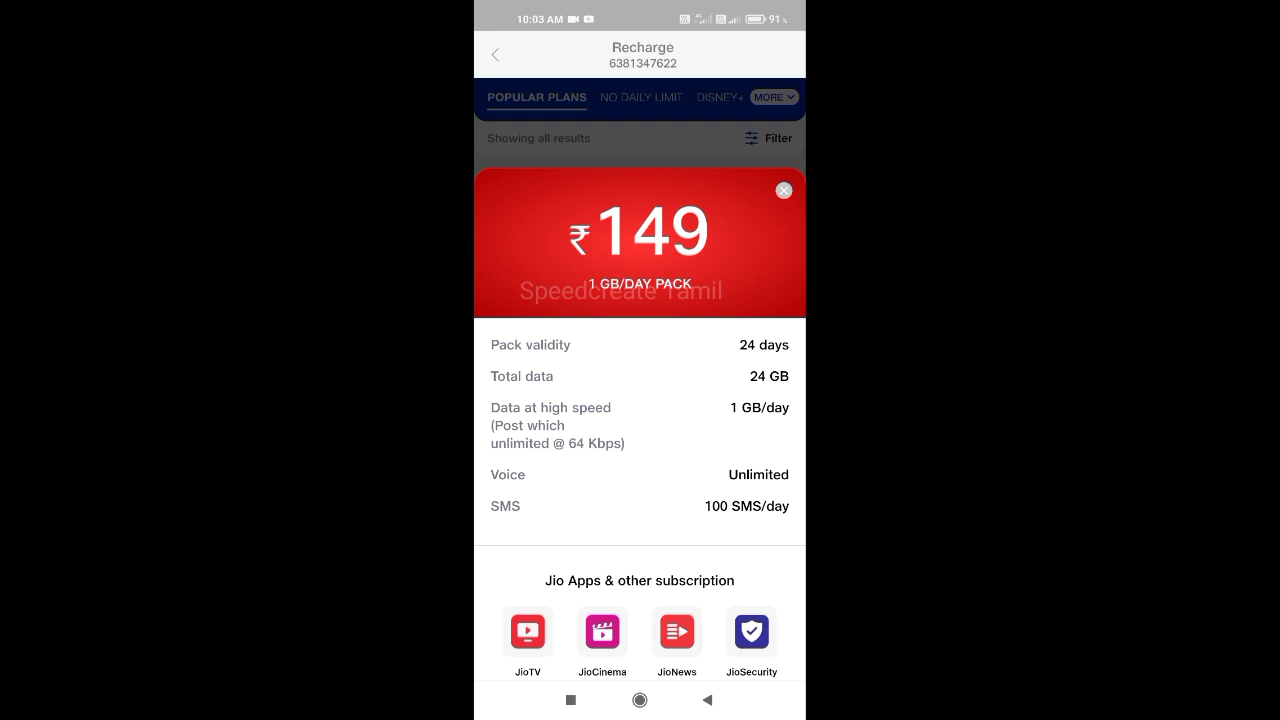 10:03 AM
91
Recharge
6381347622
POPULAR PLANS NO DAILY LIMIT DISNEY+ MORE
Showing all results Filter
₹149
1 GB/DAY PACK
Speedcreate Tamil
Pack validity 24 days
Total data 24 GB
Data at high speed 1 GB/day
(Post which
unlimited @ 64 Kbps)
Voice Unlimited
SMS 100 SMS/day
Jio Apps & other subscription
JioTV JioCinema JioNews JioSecurity